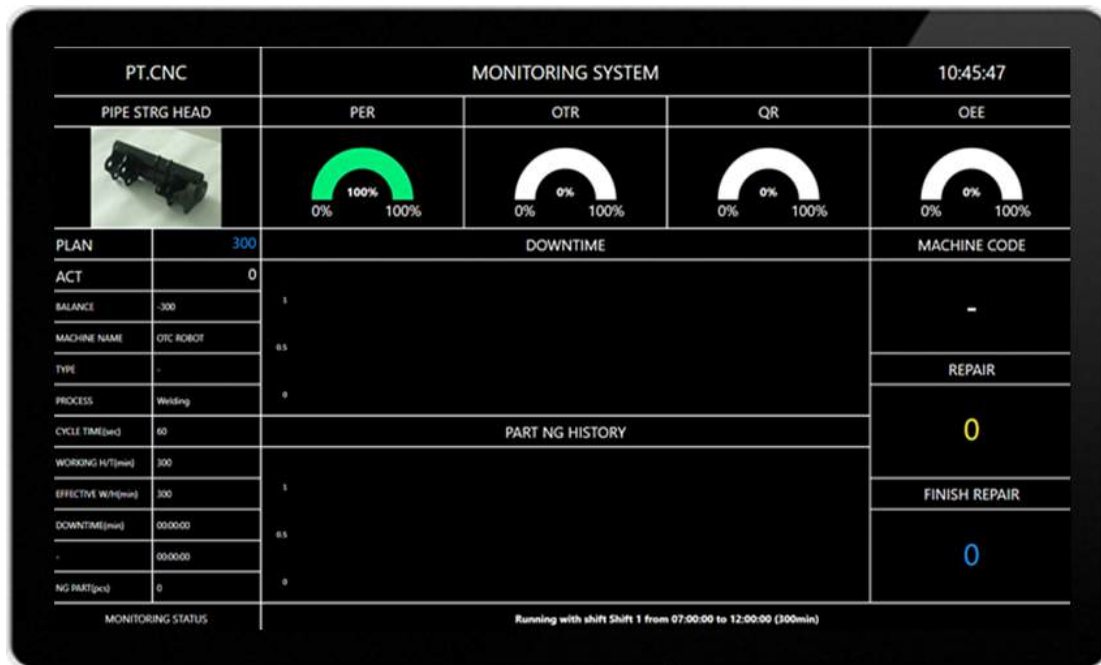 PT.CNC
MONITORING SYSTEM
10:45:47
PIPE STRG HEAD
PER
OTR
QR
OEE
100%
0% 100%
0%
0% 100%
0%
0% 100%
0%
0% 100%
PLAN 300
ACT 0
BALANCE -300
MACHINE NAME OTC ROBOT
TYPE -
PROCESS Welding
CYCLE TIME(sec) 60
WORKING H/T(min) 300
EFFECTIVE W/H(min) 300
DOWNTIME(min) 00:00:00
- 00:00:00
NG PART(pcs) 0
DOWNTIME
1
0.5
0
PART NG HISTORY
1
0.5
0
MACHINE CODE
-
REPAIR
0
FINISH REPAIR
0
MONITORING STATUS
Running with shift Shift 1 from 07:00:00 to 12:00:00 (300min)